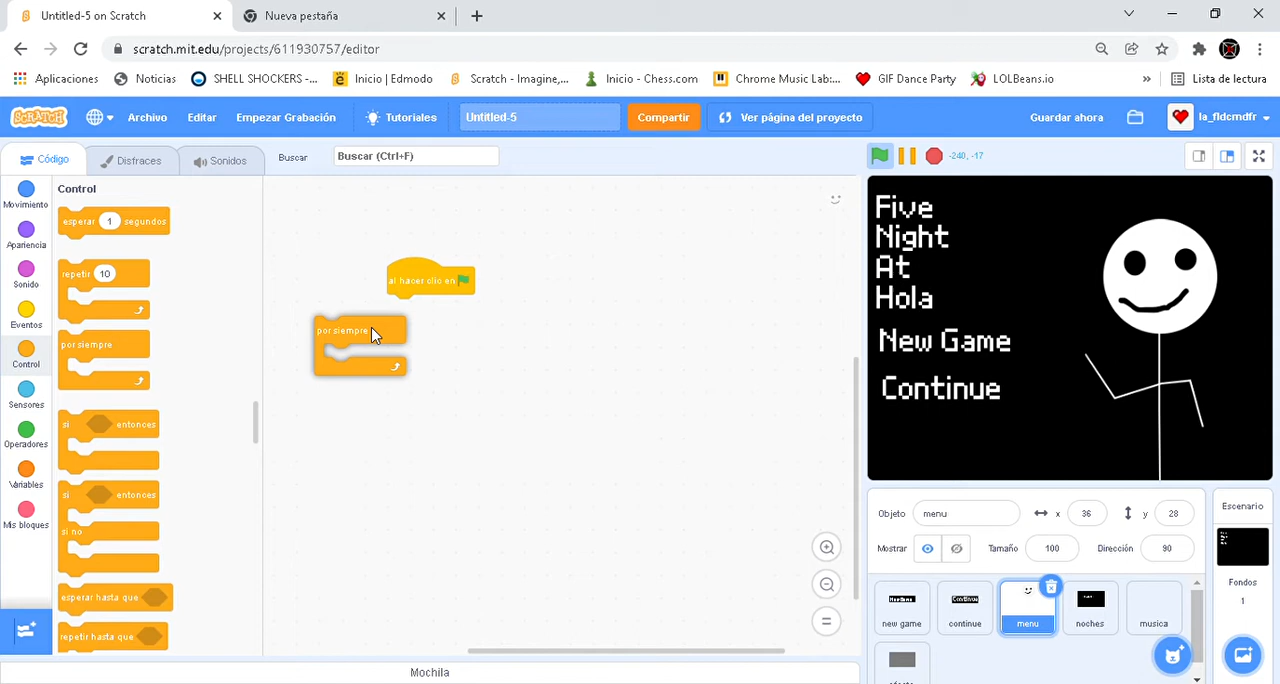 Untitled-5 on Scratch
Nueva pestaña
scratch.mit.edu/projects/611930757/editor
Aplicaciones
Noticias
SHELL SHOCKERS -...
Inicio | Edmodo
Scratch - Imagine,...
Inicio - Chess.com
Chrome Music Lab:...
GIF Dance Party
LOLBeans.io
»
Lista de lectura
SCRATCH
Archivo
Editar
Empezar Grabación
Tutoriales
Untitled-5
Compartir
Ver página del proyecto
Guardar ahora
la_fldcmdfr
Código
Disfraces
Sonidos
Buscar
Buscar (Ctrl+F)
-240, -17
Movimiento
Apariencia
Sonido
Eventos
Control
Sensores
Operadores
Variables
Mis bloques
Control
esperar 1 segundos
repetir 10
por siempre
si entonces
si entonces
si no
esperar hasta que
repetir hasta que
al hacer clic en
por siempre
Five
Night
At
Hola
New Game
Continue
Objeto
menu
x
36
y
28
Mostrar
Tamaño
100
Dirección
90
new game
continue
menu
noches
musica
Escenario
Fondos
1
Mochila